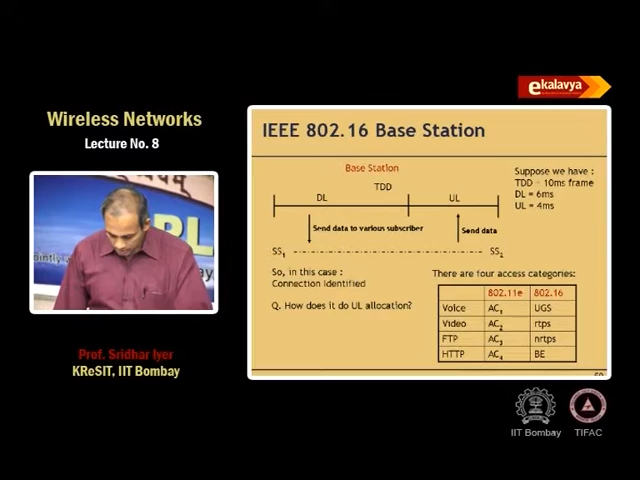 ekalavya
Wireless Networks
Lecture No. 8
IEEE 802.16 Base Station
Base Station
TDD
DL
UL
Send data to various subscriber
Send data
SS1
SS2
Suppose we have :
TDD - 10ms frame
DL = 6ms
UL = 4ms
So, in this case :
Connection identified
Q. How does it do UL allocation?
There are four access categories:
802.11e 802.16
Voice AC1 UGS
Video AC2 rtps
FTP AC3 nrtps
HTTP AC4 BE
Prof. Sridhar Iyer
KReSIT, IIT Bombay
IIT Bombay
TIFAC